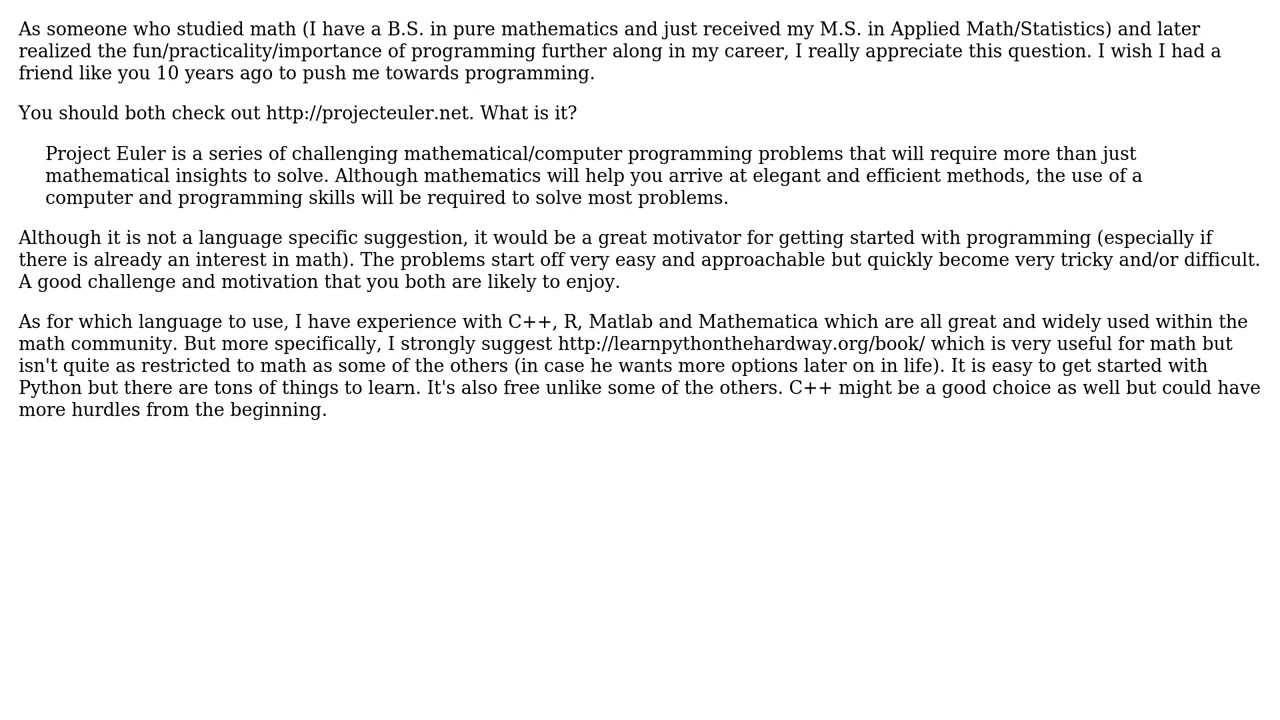 As someone who studied math (I have a B.S. in pure mathematics and just received my M.S. in Applied Math/Statistics) and later
realized the fun/practicality/importance of programming further along in my career, I really appreciate this question. I wish I had a
friend like you 10 years ago to push me towards programming.
You should both check out http://projecteuler.net. What is it?
Project Euler is a series of challenging mathematical/computer programming problems that will require more than just
mathematical insights to solve. Although mathematics will help you arrive at elegant and efficient methods, the use of a
computer and programming skills will be required to solve most problems.
Although it is not a language specific suggestion, it would be a great motivator for getting started with programming (especially if
there is already an interest in math). The problems start off very easy and approachable but quickly become very tricky and/or difficult.
A good challenge and motivation that you both are likely to enjoy.
As for which language to use, I have experience with C++, R, Matlab and Mathematica which are all great and widely used within the
math community. But more specifically, I strongly suggest http://learnpythonthehardway.org/book/ which is very useful for math but
isn't quite as restricted to math as some of the others (in case he wants more options later on in life). It is easy to get started with
Python but there are tons of things to learn. It's also free unlike some of the others. C++ might be a good choice as well but could have
more hurdles from the beginning.